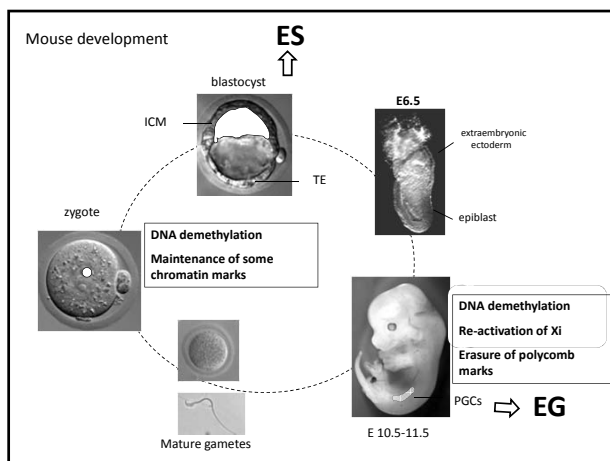 Mouse development
ES
blastocyst
ICM
TE
E6.5
extraembryonic
ectoderm
epiblast
zygote
DNA demethylation
Maintenance of some
chromatin marks
DNA demethylation
Re-activation of Xi
Erasure of polycomb
marks
PGCs
EG
E 10.5-11.5
Mature gametes